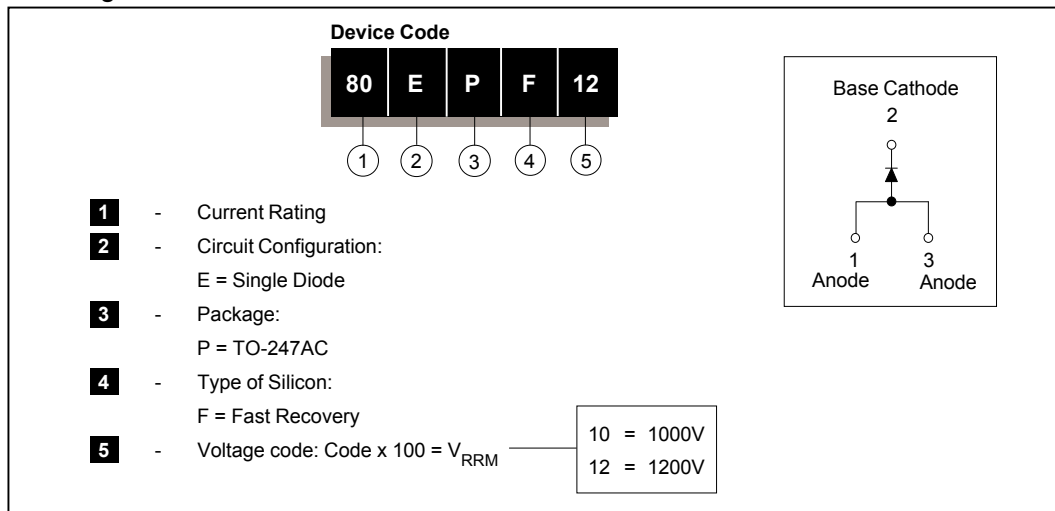 Device Code
80 E P F 12
1 2 3 4 5
1 - Current Rating
2 - Circuit Configuration:
E = Single Diode
3 - Package:
P = TO-247AC
4 - Type of Silicon:
F = Fast Recovery
5 - Voltage code: Code x 100 = VRRM
10 = 1000V
12 = 1200V
Base Cathode
2
1 3
Anode Anode